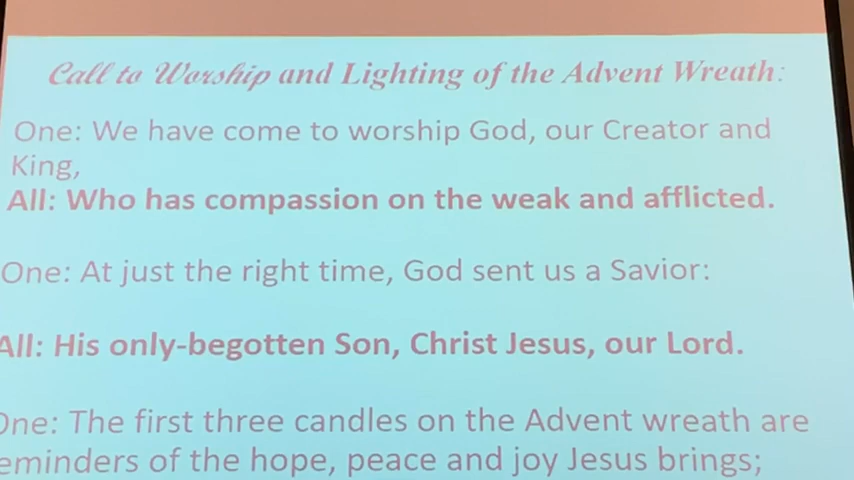 Call to Worship and Lighting of the Advent Wreath:
One: We have come to worship God, our Creator and
King,
All: Who has compassion on the weak and afflicted.
One: At just the right time, God sent us a Savior:
All: His only-begotten Son, Christ Jesus, our Lord.
One: The first three candles on the Advent wreath are
eminders of the hope, peace and joy Jesus brings;